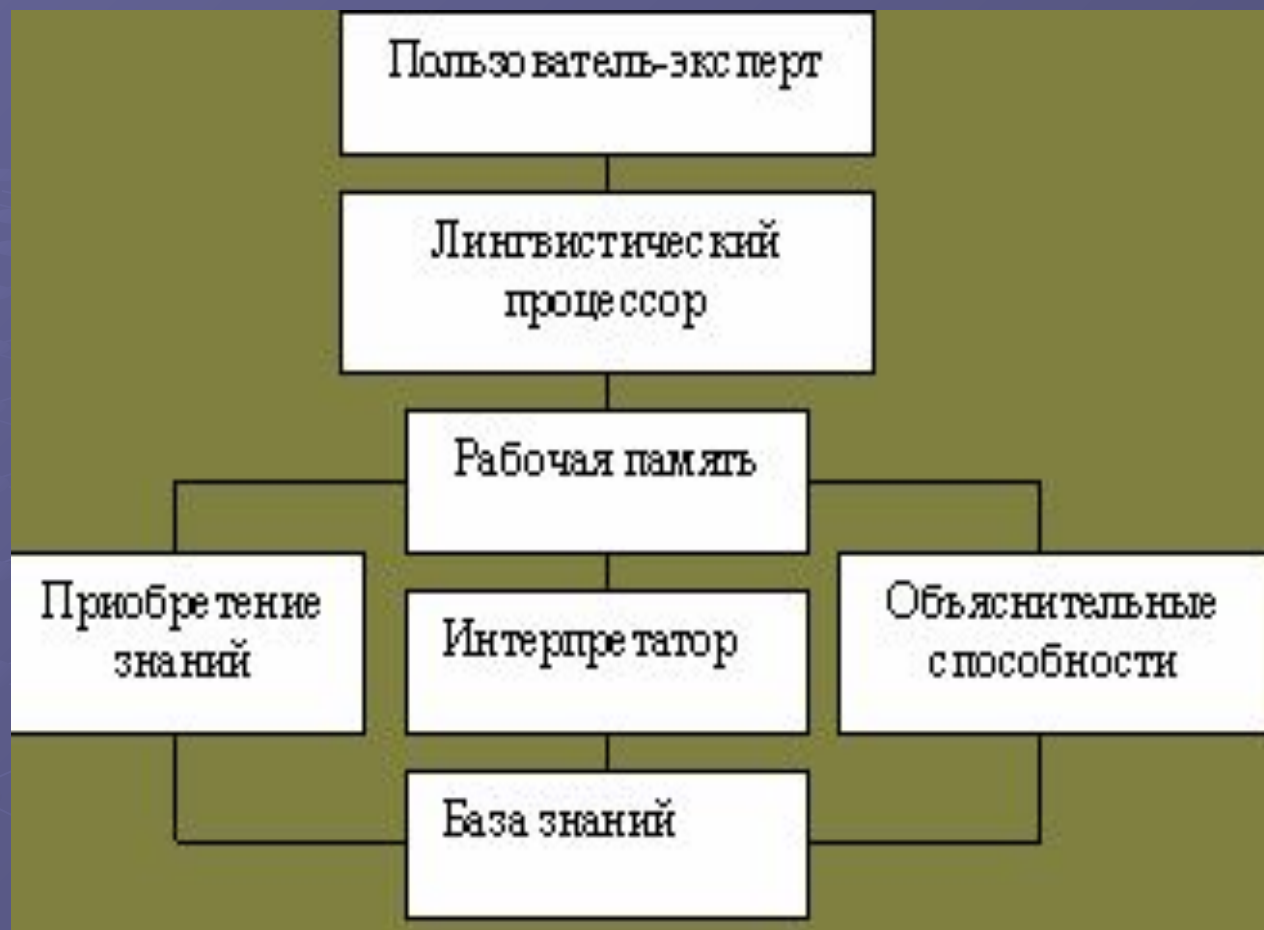 Пользователь-эксперт
Лингвистический
процессор
Рабочая память
Приобретение
знаний
Интерпретатор
Объяснительные
способности
База знаний